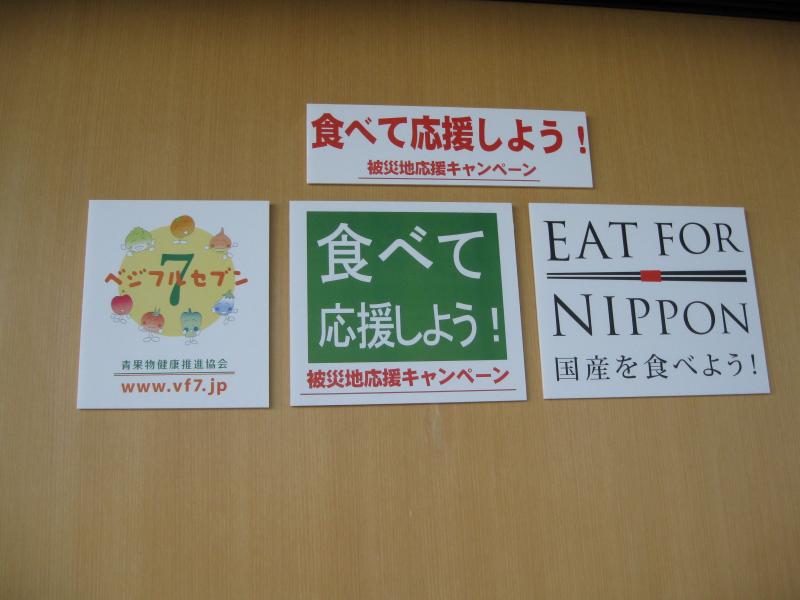 食べて応援しよう!
被災地応援キャンペーン
7
ベジフルセブン
青果物健康推進協会
www.vf7.jp
食べて
応援しよう!
被災地応援キャンペーン
EAT FOR
NIPPON
国産を食べよう!